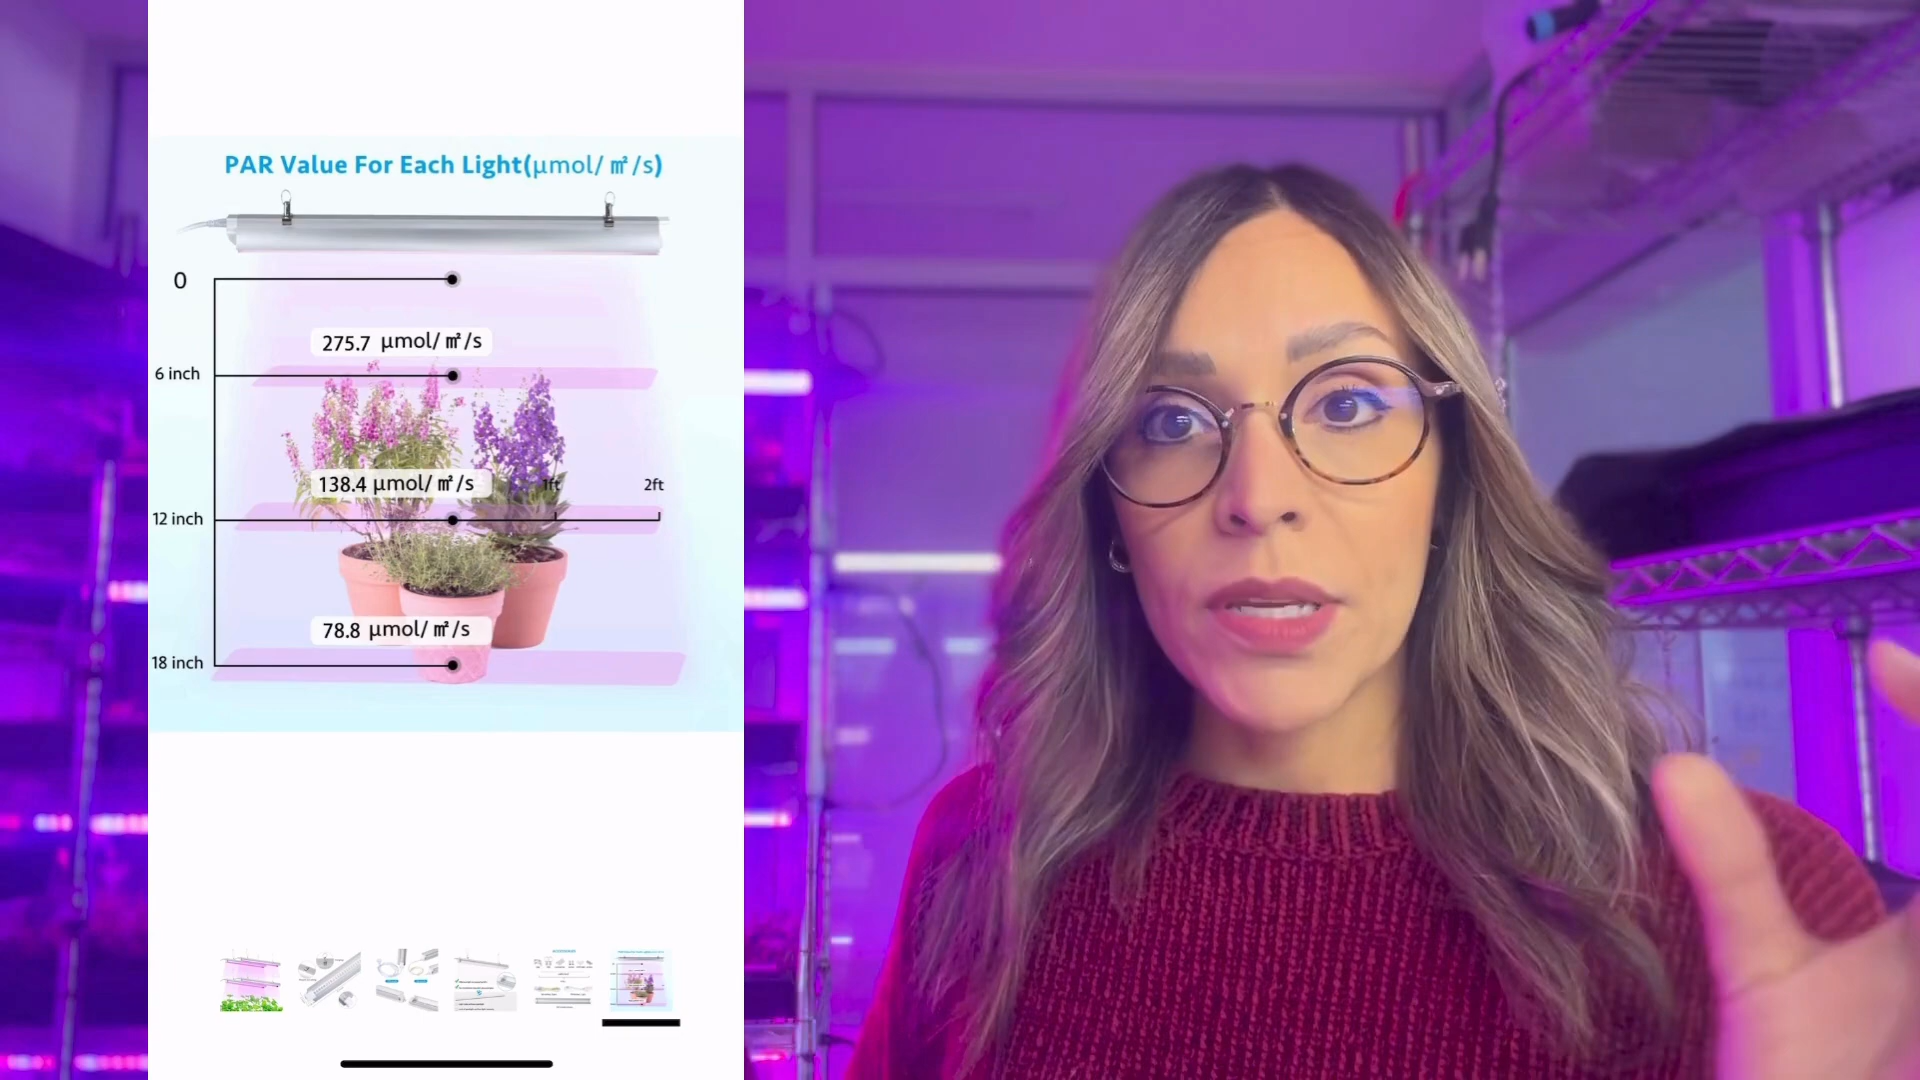 PAR Value For Each Light(μmol/㎡/s)
0
275.7 μmol/㎡/s
6 inch
138.4 μmol/㎡/s
1ft
2ft
12 inch
78.8 μmol/㎡/s
18 inch